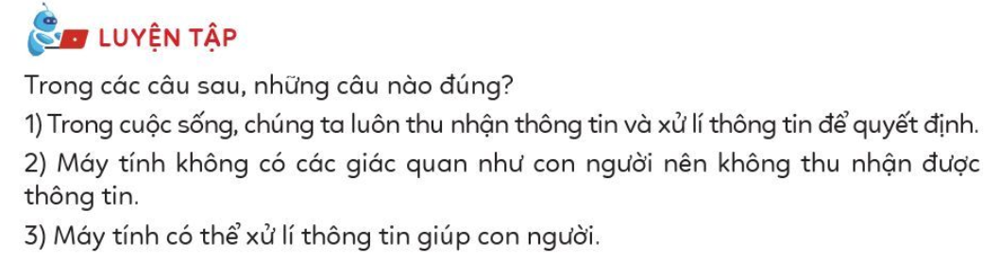 LUYỆN TẬP
Trong các câu sau, những câu nào đúng?
1) Trong cuộc sống, chúng ta luôn thu nhận thông tin và xử lí thông tin để quyết định.
2) Máy tính không có các giác quan như con người nên không thu nhận được
thông tin.
3) Máy tính có thể xử lí thông tin giúp con người.